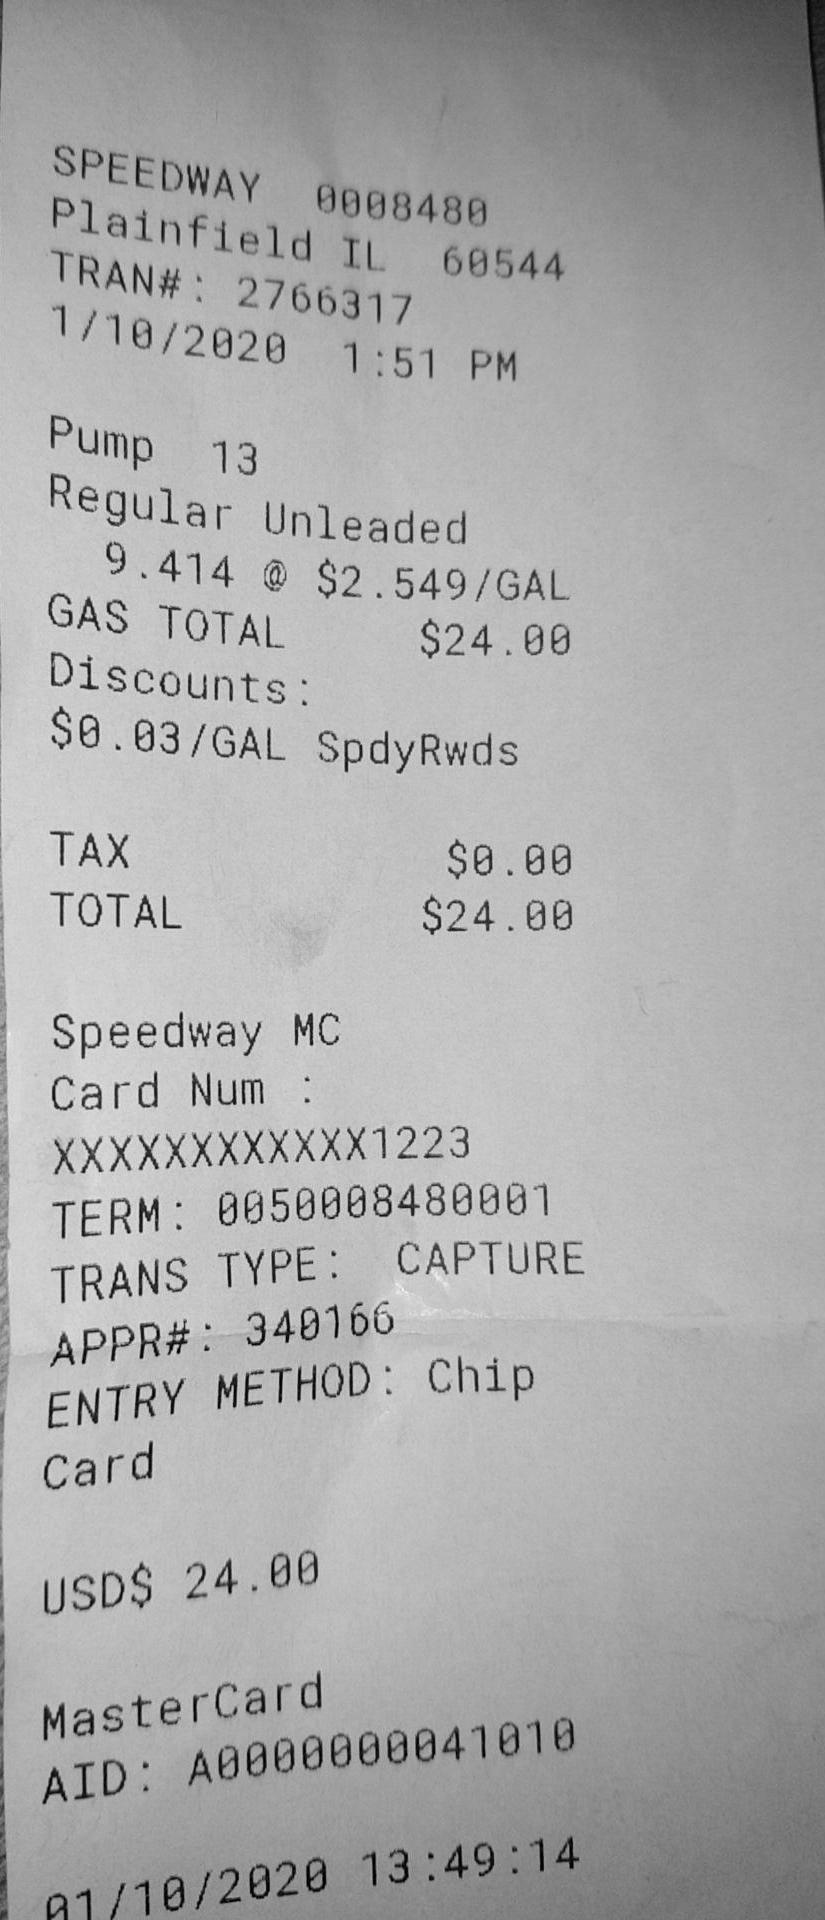 SPEEDWAY 0008480
Plainfield IL 60544
TRAN#: 2766317
1/10/2020 1:51 PM
Pump 13
Regular Unleaded
9.414 @ $2.549/GAL
GAS TOTAL $24.00
Discounts:
$0.03/GAL SpdyRwds
TAX $0.00
TOTAL $24.00
Speedway MC
Card Num :
XXXXXXXXXXXX1223
TERM: 0050008480001
TRANS TYPE: CAPTURE
APPR#: 340166
ENTRY METHOD: Chip
Card
USD$ 24.00
MasterCard
AID: A0000000041010
01/10/2020 13:49:14